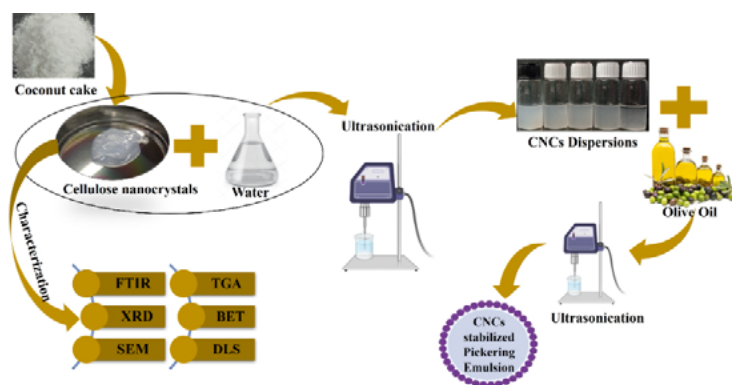 Coconut cake
Cellulose nanocrystals
Water
Ultrasonication
CNCs Dispersions
Olive Oil
Ultrasonication
CNCs
stabilized
Pickering
Emulsion
Characterization
FTIR
TGA
XRD
BET
SEM
DLS